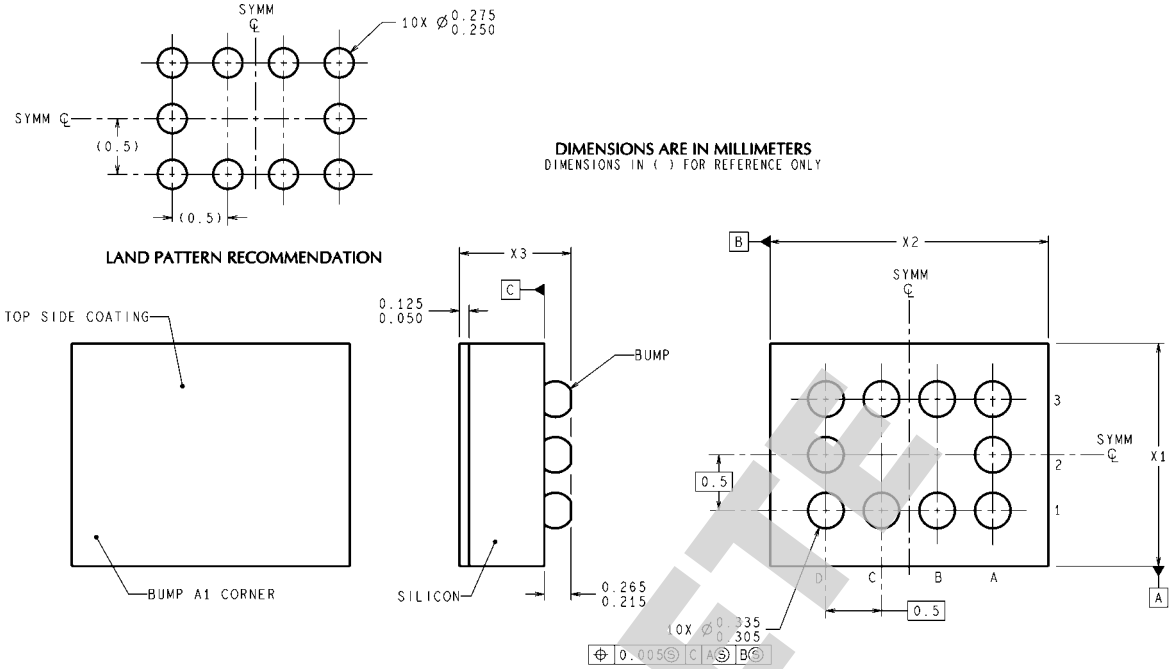 SYMM
℄
10X Ø 0.275
0.250
SYMM ℄
(0.5)
(0.5)
DIMENSIONS ARE IN MILLIMETERS
DIMENSIONS IN ( ) FOR REFERENCE ONLY
LAND PATTERN RECOMMENDATION
X3
B
X2
C
SYMM
℄
0.125
0.050
TOP SIDE COATING
BUMP
3
SYMM
℄
X1
2
0.5
1
BUMP A1 CORNER
SILICON
0.265
0.215
D
C
B
A
0.5
A
10X Ø 0.335
0.305
⌖ 0.005Ⓢ C AⓈ BⓈ
ETE